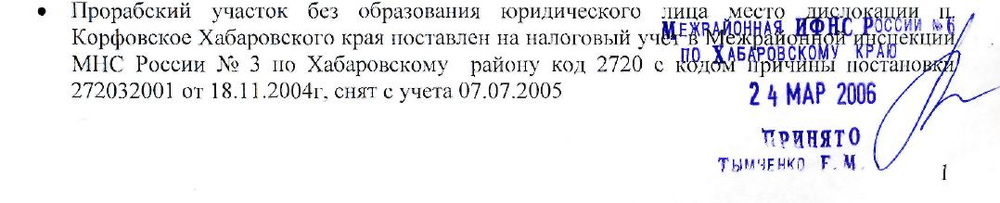 • Прорабский участок без образования юридического лица место дислокации п.
Корфовское Хабаровского края поставлен на налоговый учет в Межрайонной инспекции
МНС России № 3 по Хабаровскому району код 2720 с кодом причины постановки
272032001 от 18.11.2004г, снят с учета 07.07.2005
МЕЖРАЙОННАЯ ИФНС РОССИИ №6
ПО ХАБАРОВСКОМУ КРАЮ
24 МАР 2006
ПРИНЯТО
ТЫМЧЕНКО Е.М.
1